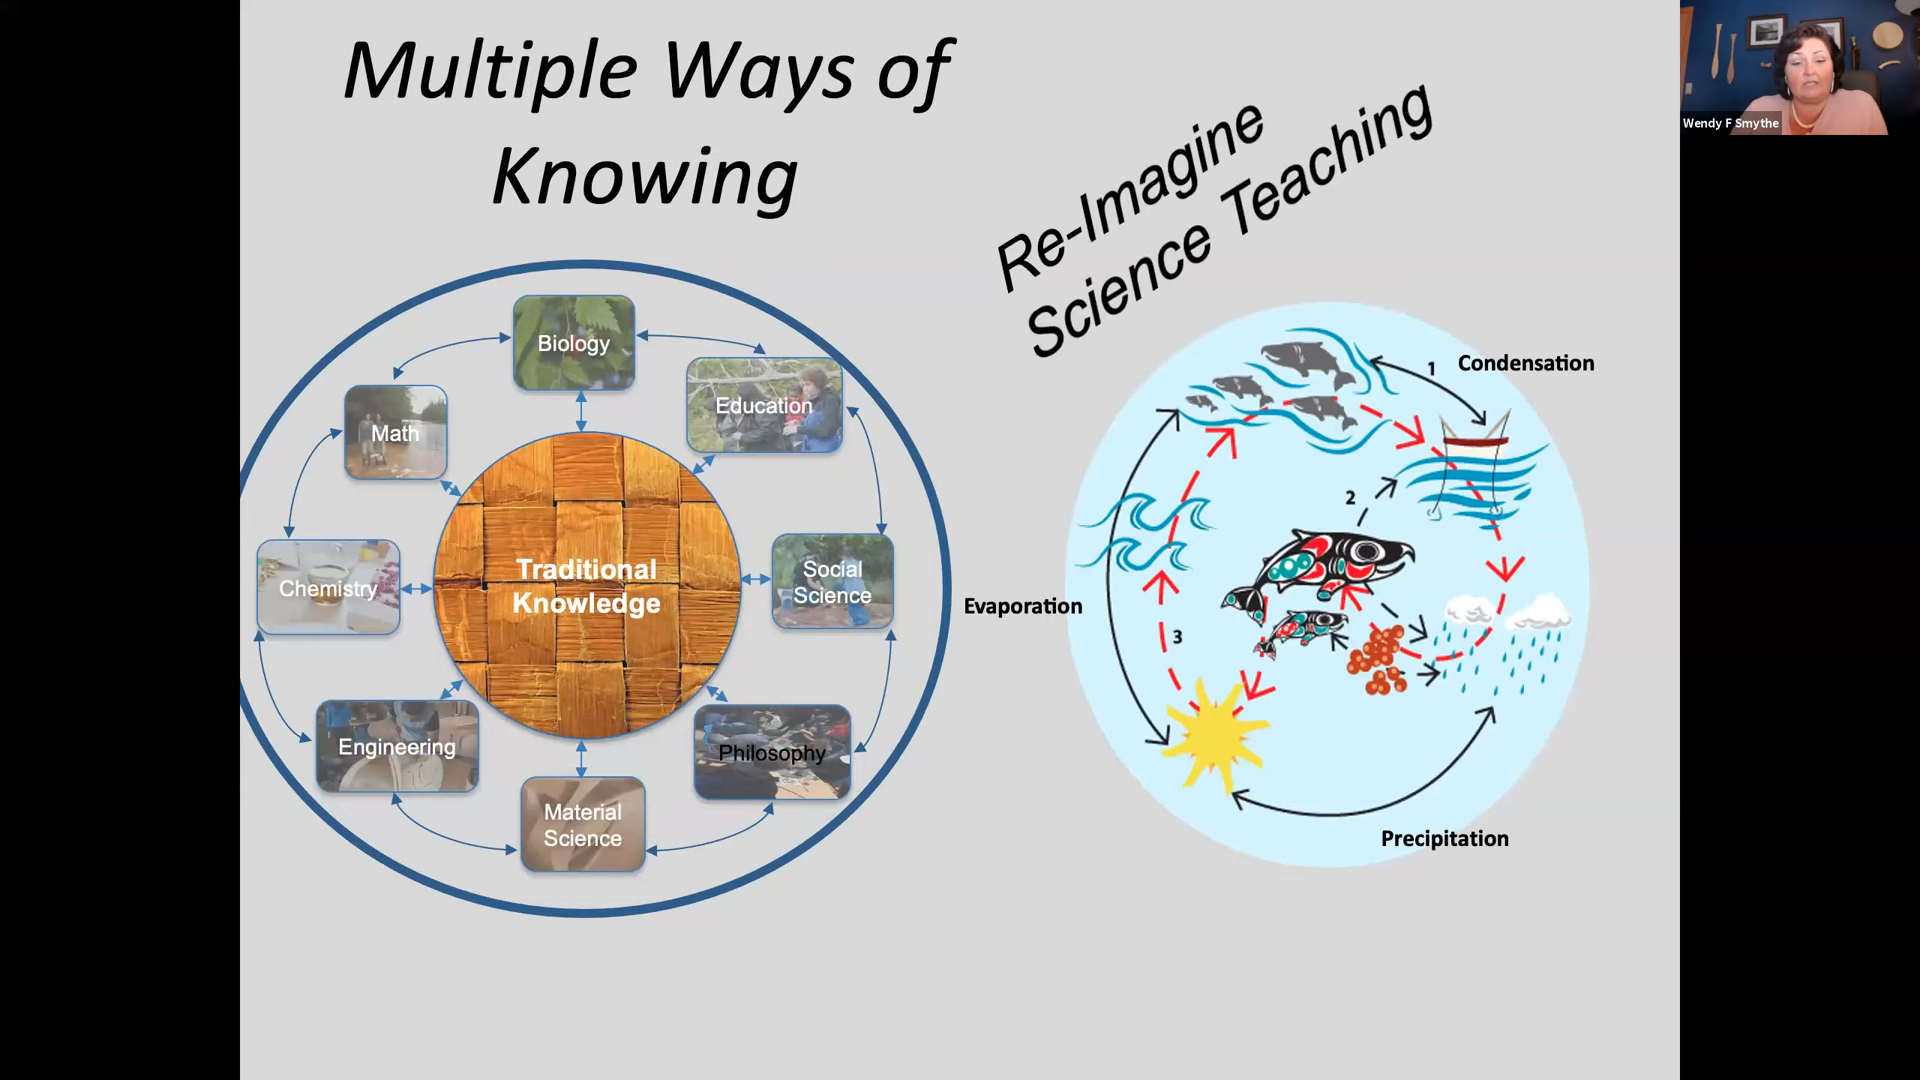 Multiple Ways of
Knowing
Re-Imagine
Science Teaching
Wendy F Smythe
Biology
Education
Math
Traditional
Knowledge
Chemistry
Social
Science
Engineering
Philosophy
Material
Science
1
Condensation
2
Evaporation
3
Precipitation